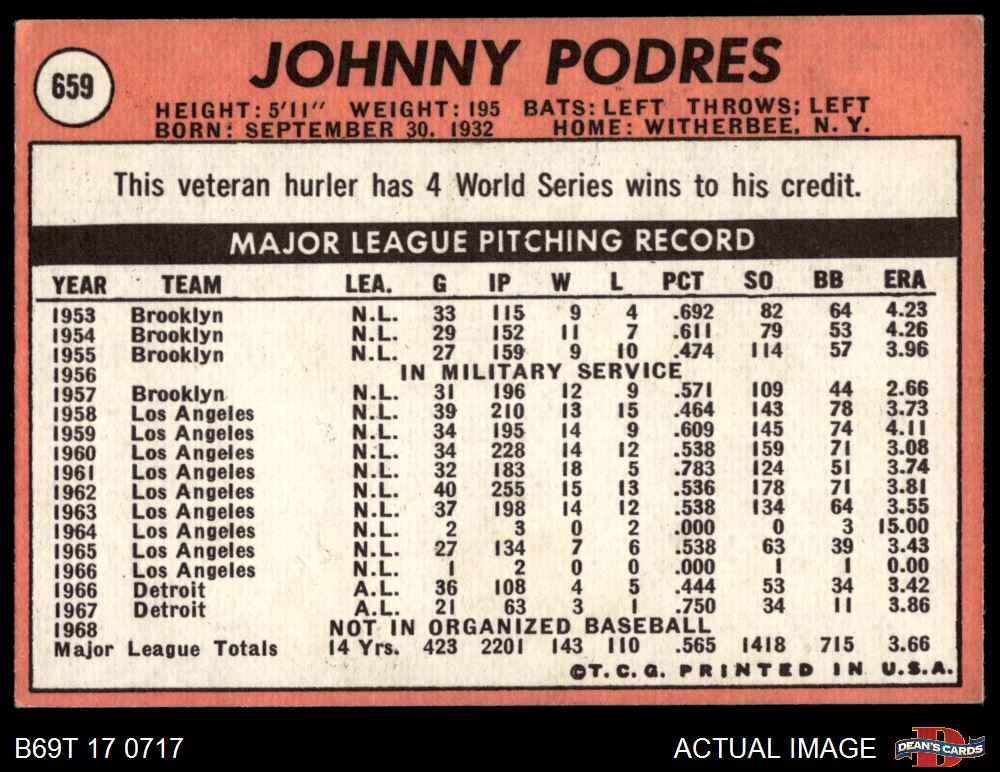 659
JOHNNY PODRES
HEIGHT: 5'11" WEIGHT: 195 BATS: LEFT THROWS: LEFT
BORN: SEPTEMBER 30, 1932 HOME: WITHERBEE, N. Y.
This veteran hurler has 4 World Series wins to his credit.
MAJOR LEAGUE PITCHING RECORD
YEAR TEAM LEA. G IP W L PCT SO BB ERA
1953 Brooklyn N.L. 33 115 9 4 .692 82 64 4.23
1954 Brooklyn N.L. 29 152 11 7 .611 79 53 4.26
1955 Brooklyn N.L. 27 159 9 10 .474 114 57 3.96
1956 IN MILITARY SERVICE
1957 Brooklyn N.L. 31 196 12 9 .571 109 44 2.66
1958 Los Angeles N.L. 39 210 13 15 .464 143 78 3.73
1959 Los Angeles N.L. 34 195 14 9 .609 145 74 4.11
1960 Los Angeles N.L. 34 228 14 12 .538 159 71 3.08
1961 Los Angeles N.L. 32 183 18 5 .783 124 51 3.74
1962 Los Angeles N.L. 40 255 15 13 .536 178 71 3.81
1963 Los Angeles N.L. 37 198 14 12 .538 134 64 3.55
1964 Los Angeles N.L. 2 3 0 2 .000 0 3 15.00
1965 Los Angeles N.L. 27 134 7 6 .538 63 39 3.43
1966 Los Angeles N.L. 1 2 0 0 .000 1 1 0.00
1966 Detroit A.L. 36 108 4 5 .444 53 34 3.42
1967 Detroit A.L. 21 63 3 1 .750 34 11 3.86
1968 NOT IN ORGANIZED BASEBALL
Major League Totals 14 Yrs. 423 2201 143 110 .565 1418 715 3.66
©T.C.G. PRINTED IN U.S.A.
B69T 17 0717
ACTUAL IMAGE
DEAN'S CARDS